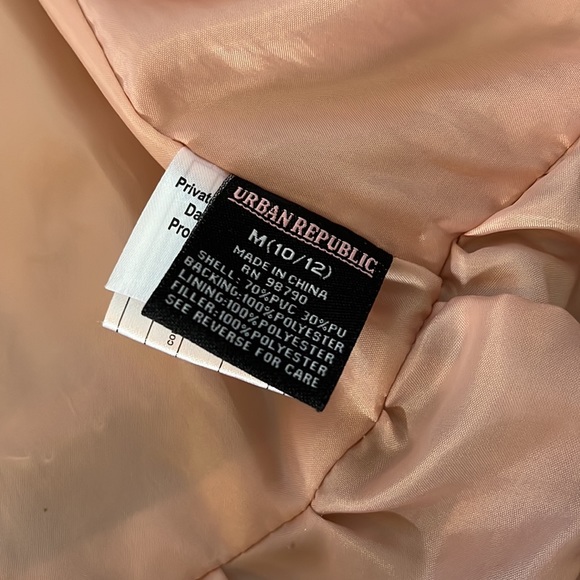 Privat
Da
Pro
URBAN REPUBLIC
M(10/12)
MADE IN CHINA
RN 98790
SHELL: 70%PVC 30%PU
BACKING:100%POLYESTER
LINING:100%POLYESTER
FILLER:100%POLYESTER
SEE REVERSE FOR CARE
8